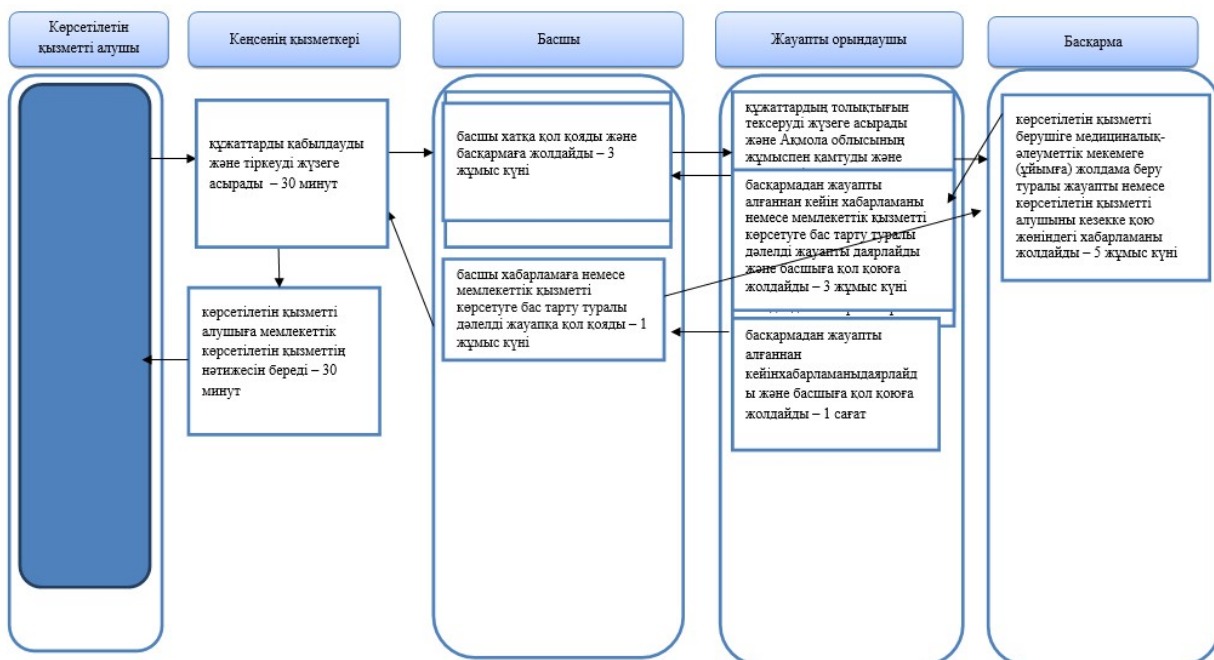 Көрсетілетін
қызметті алушы
Кеңсенің қызметкері
Басшы
Жауапты орындаушы
Басқарма
құжаттарды қабылдауды
және тіркеуді жүзеге
асырады – 30 минут
көрсетілетін қызметті
алушыға мемлекеттік
көрсетілетін қызметтің
нәтижесін береді – 30
минут
басшы хатқа қол қояды және
басқармаға жолдайды – 3
жұмыс күні
басшы хабарламаға немесе
мемлекеттік қызметті
көрсетуге бас тарту туралы
дәлелді жауапқа қол қояды – 1
жұмыс күні
құжаттардың толықтығын
тексеруді жүзеге асырады
және Ақмола облысының
жұмыспен қамтуды және
басқармадан жауапты
алғаннан кейін хабарламаны
немесе мемлекеттік қызметті
көрсетуге бас тарту туралы
дәлелді жауапты даярлайды
және басшыға қол қоюға
жолдайды – 3 жұмыс күні
басқармадан жауапты
алғаннан
кейінхабарламаныдаярлай​д
ы және басшыға қол қоюға
жолдайды – 1 сағат
көрсетілетін қызметті
берушіге медициналық-
әлеуметтік мекемеге
(ұйымға) жолдама беру
туралы жауапты немесе
көрсетілетін қызметті
алушыны кезекке қою
жөніндегі хабарламаны
жолдайды – 5 жұмыс күні